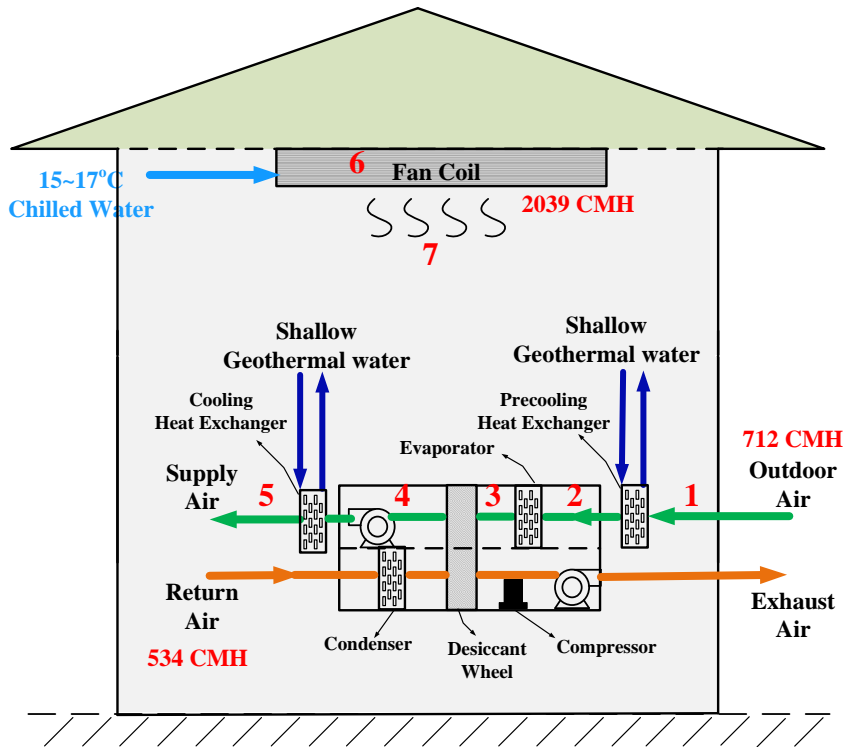 6
Fan Coil
15~17°C
Chilled Water
2039 CMH
7
Shallow
Geothermal water
Shallow
Geothermal water
Cooling
Heat Exchanger
Precooling
Heat Exchanger
Evaporator
712 CMH
Outdoor
Air
Supply
Air
5
4
3
2
1
Return
Air
534 CMH
Condenser
Desiccant
Wheel
Compressor
Exhaust
Air